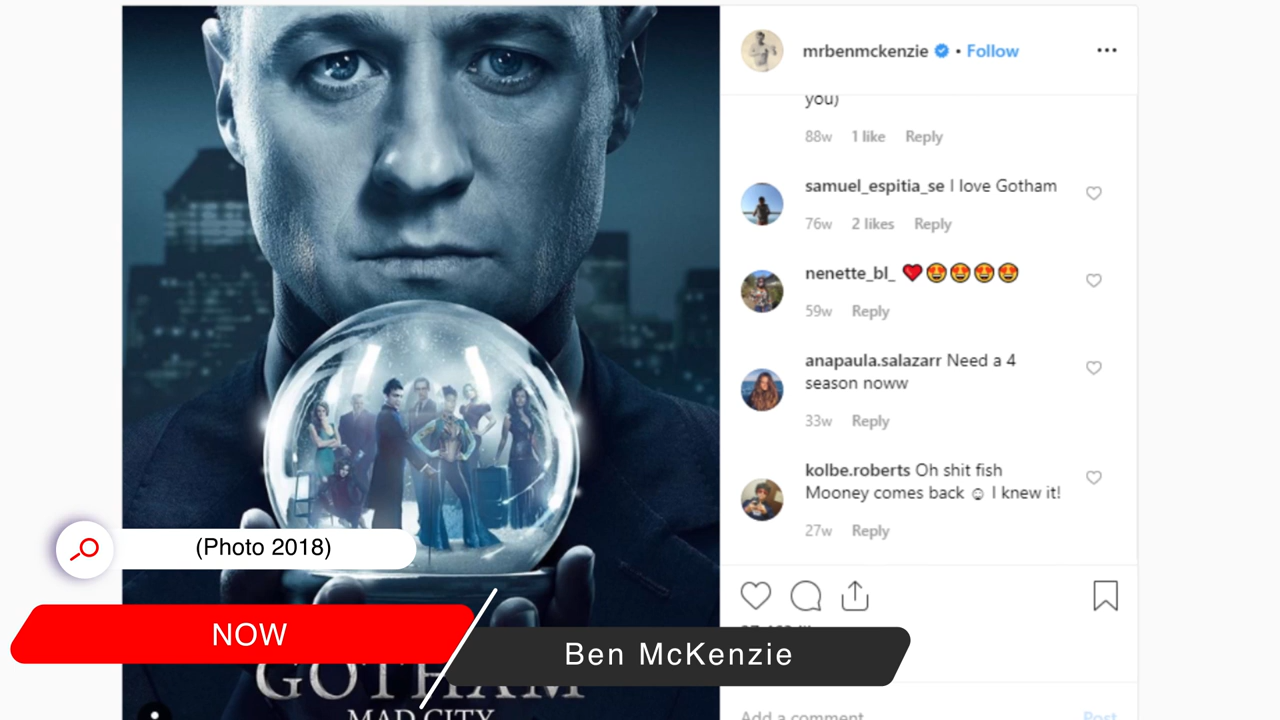 mrbenmckenzie • Follow
you)
88w 1 like Reply
samuel_espitia_se I love Gotham
76w 2 likes Reply
nenette_bl_ ❤️🤩🤩🤩🤩
59w Reply
anapaula.salazarr Need a 4
season noww
33w Reply
kolbe.roberts Oh shit fish
Mooney comes back ☺ I knew it!
27w Reply
(Photo 2018)
NOW
Ben McKenzie
GOTHAM
MAD CITY
Add a comment
Post